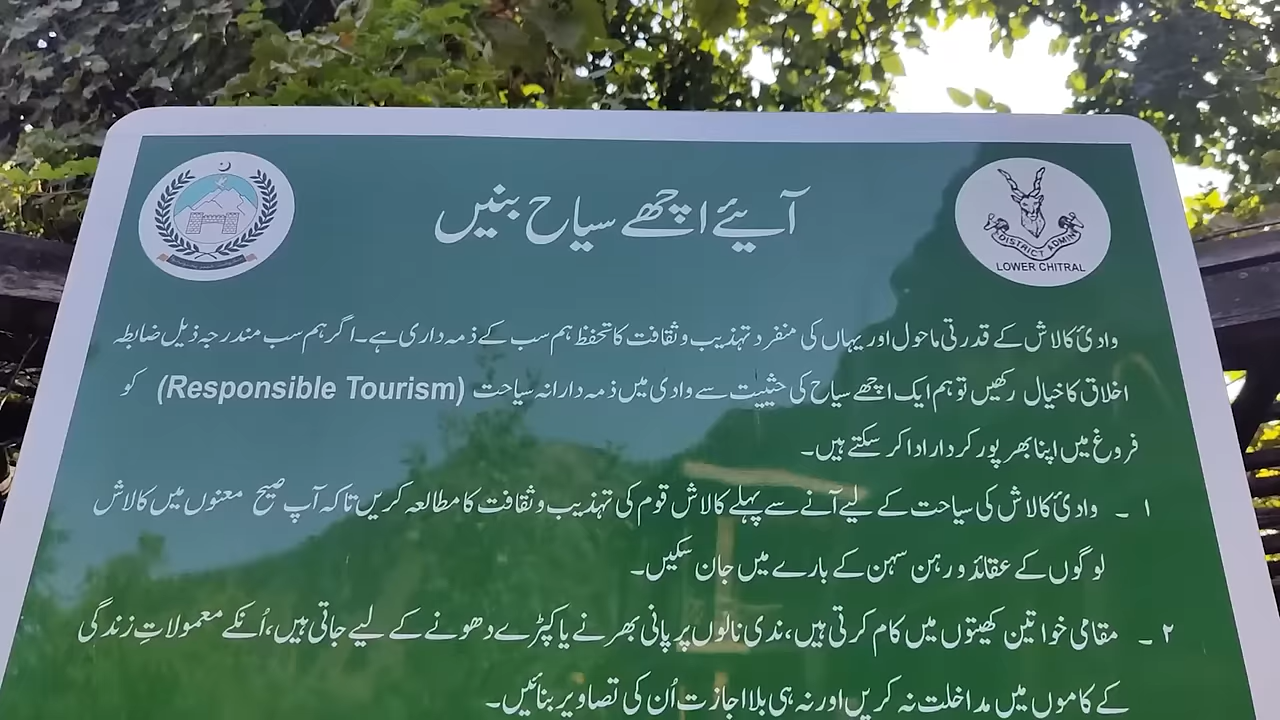 آیئے اچھے سیاح بنیں
DISTRICT ADMIN
LOWER CHITRAL
وادیٔ کالاش کے قدرتی ماحول اور یہاں کی منفرد تہذیب و ثقافت کا تحفظ ہم سب کے ذمہ داری ہے۔ اگر ہم سب مندرجہ ذیل ضابطہ
اخلاق کا خیال رکھیں تو ہم ایک اچھے سیاح کی حثییت سے وادی میں ذمہ دارانہ سیاحت (Responsible Tourism) کو
فروغ میں اپنا بھر پور کردار ادا کر سکتے ہیں۔
۱ ۔ وادیٔ کالاش کی سیاحت کے لیے آنے سے پہلے کالاش قوم کی تہذیب و ثقافت کا مطالعہ کریں تاکہ آپ صیح معنوں میں کالاش
لوگوں کے عقائد و رہن سہن کے بارے میں جان سکیں۔
۲ ۔ مقامی خواتین کھیتوں میں کام کرتی ہیں، ندی نالوں پر پانی بھرنے یا کپڑے دھونے کے لیے جاتی ہیں، اُنکے معمولاتِ زندگی
کے کاموں میں مداخلت نہ کریں اور نہ ہی بلا اجازت اُن کی تصاویر بنائیں۔